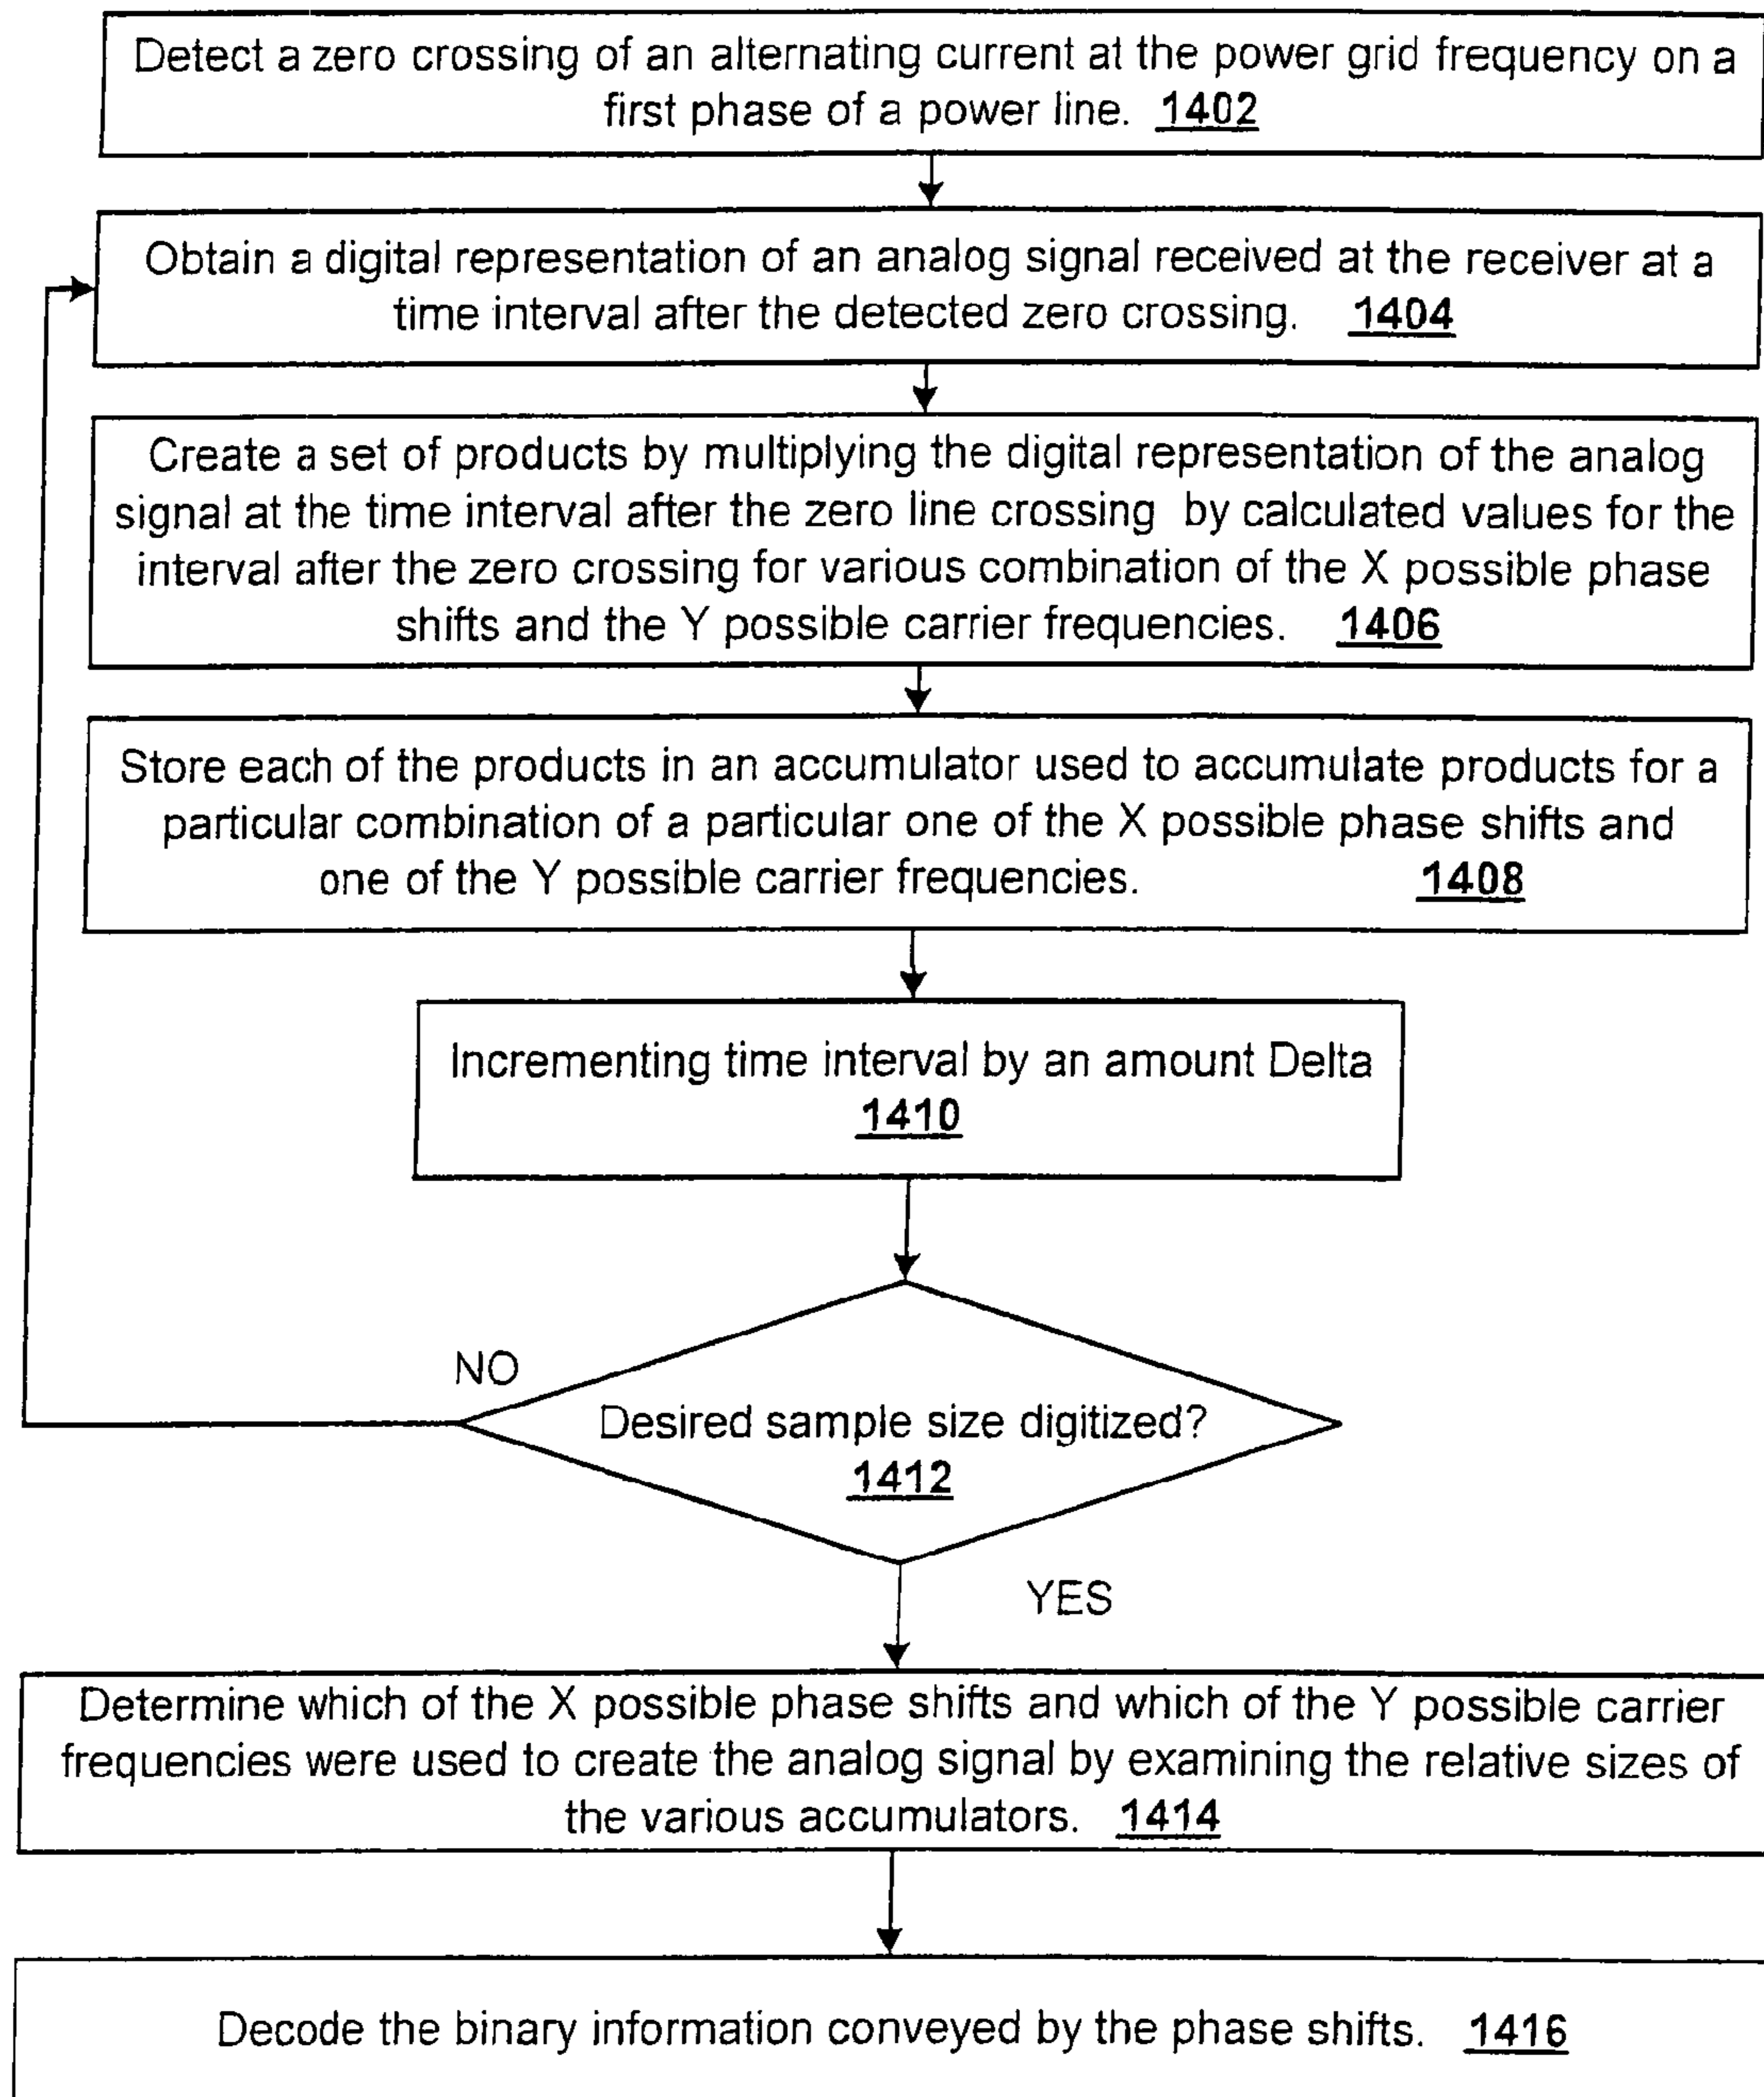 Detect a zero crossing of an alternating current at the power grid frequency on a
first phase of a power line. 1402
Obtain a digital representation of an analog signal received at the receiver at a
time interval after the detected zero crossing. 1404
Create a set of products by multiplying the digital representation of the analog
signal at the time interval after the zero line crossing by calculated values for the
interval after the zero crossing for various combination of the X possible phase
shifts and the Y possible carrier frequencies. 1406
Store each of the products in an accumulator used to accumulate products for a
particular combination of a particular one of the X possible phase shifts and
one of the Y possible carrier frequencies. 1408
Incrementing time interval by an amount Delta
1410
NO
Desired sample size digitized?
1412
YES
Determine which of the X possible phase shifts and which of the Y possible carrier
frequencies were used to create the analog signal by examining the relative sizes of
the various accumulators. 1414
Decode the binary information conveyed by the phase shifts. 1416